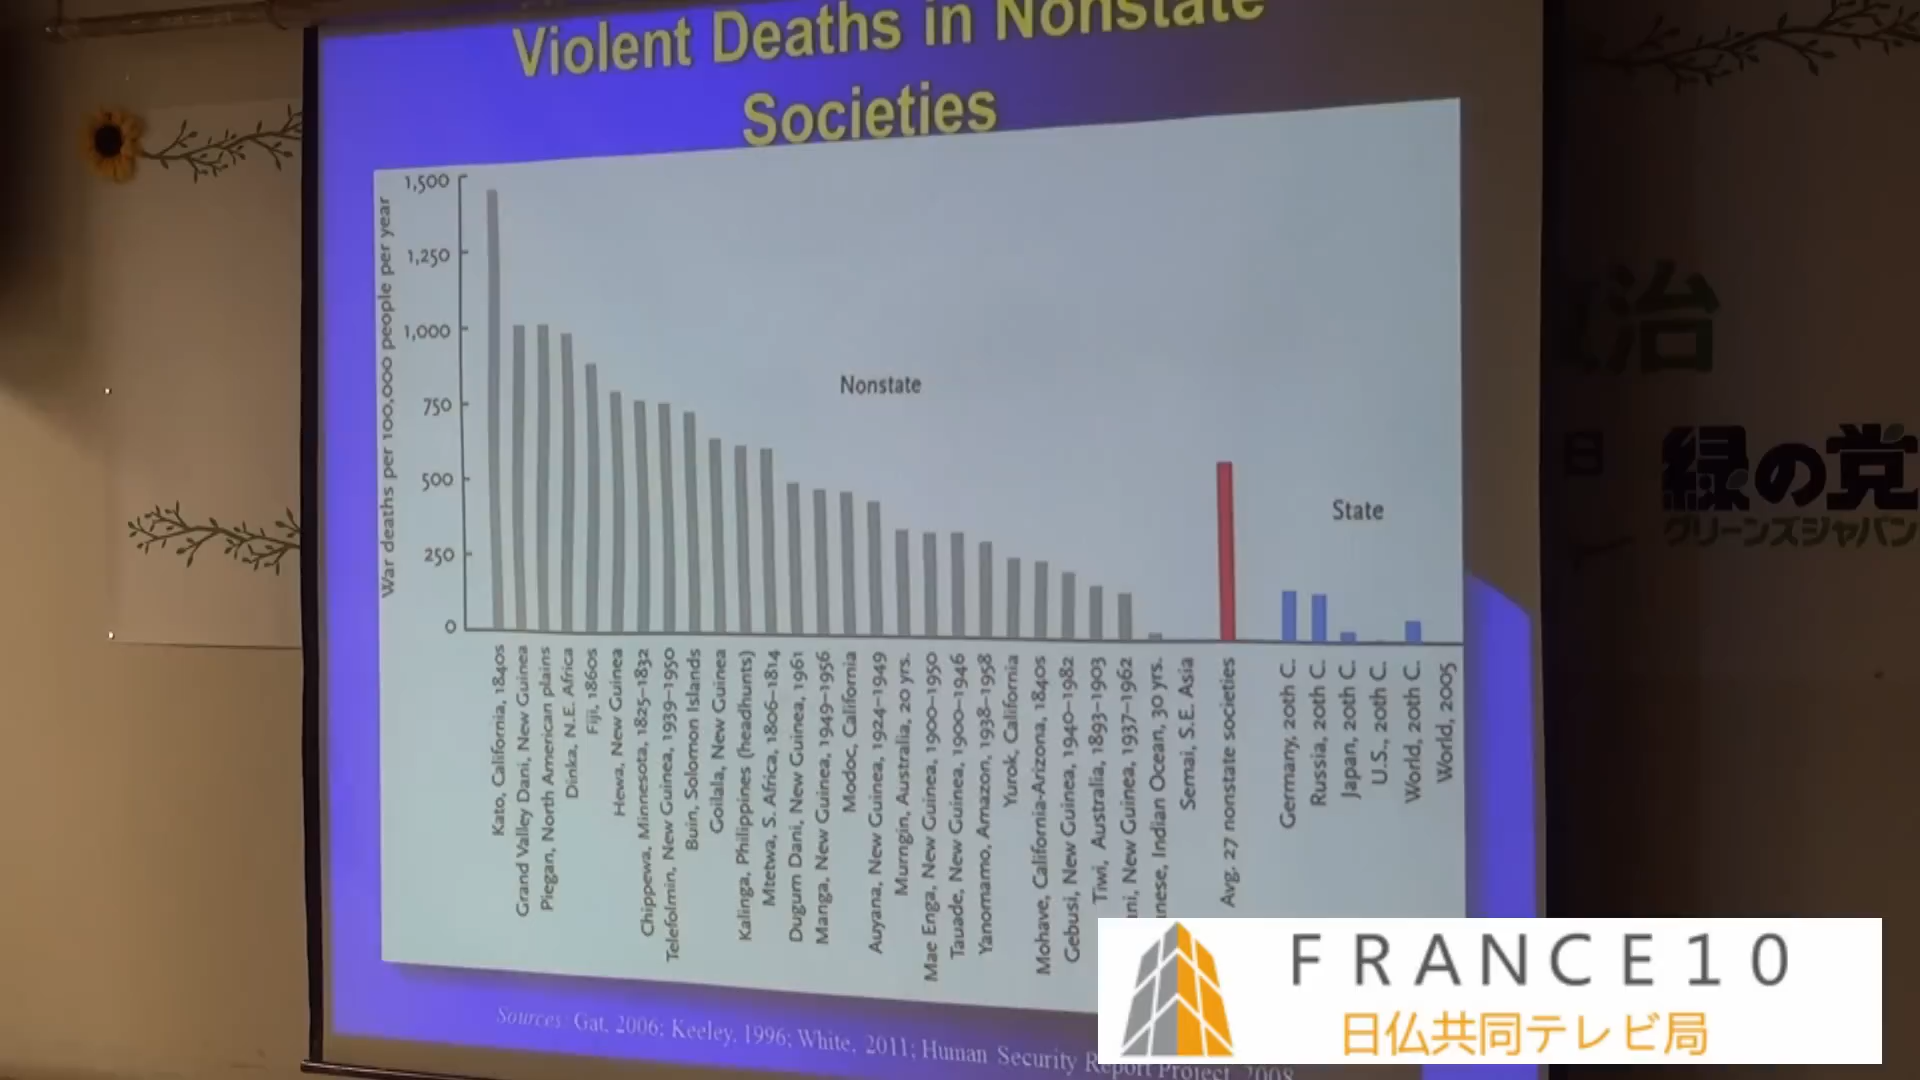 Violent Deaths in Nonstate
Societies
War deaths per 100,000 people per year
1,500
1,250
1,000
750
500
250
0
Nonstate
State
Kato, California, 1840s
Grand Valley Dani, New Guinea
Piegan, North American plains
Dinka, N.E. Africa
Fiji, 1860s
Hewa, New Guinea
Chippewa, Minnesota, 1825–1832
Telefolmin, New Guinea, 1939–1950
Buin, Solomon Islands
Goilala, New Guinea
Kalinga, Philippines (headhunts)
Mtetwa, S. Africa, 1806–1814
Dugum Dani, New Guinea, 1961
Manga, New Guinea, 1949–1956
Modoc, California
Auyana, New Guinea, 1924–1949
Murngin, Australia, 20 yrs.
Mae Enga, New Guinea, 1900–1950
Tauade, New Guinea, 1900–1946
Yanomamo, Amazon, 1938–1958
Yurok, California
Mohave, California-Arizona, 1840s
Gebusi, New Guinea, 1940–1982
Tiwi, Australia, 1893–1903
New Guinea, 1937–1962
Indian Ocean, 30 yrs.
Semai, S.E. Asia
Avg. 27 nonstate societies
Germany, 20th C.
Russia, 20th C.
Japan, 20th C.
U.S., 20th C.
World, 20th C.
World, 2005
Sources: Gat, 2006; Keeley, 1996; White, 2011; Human Security Report Project, 2008
治
日
緑の党
グリーンズジャパン
FRANCE10
日仏共同テレビ局